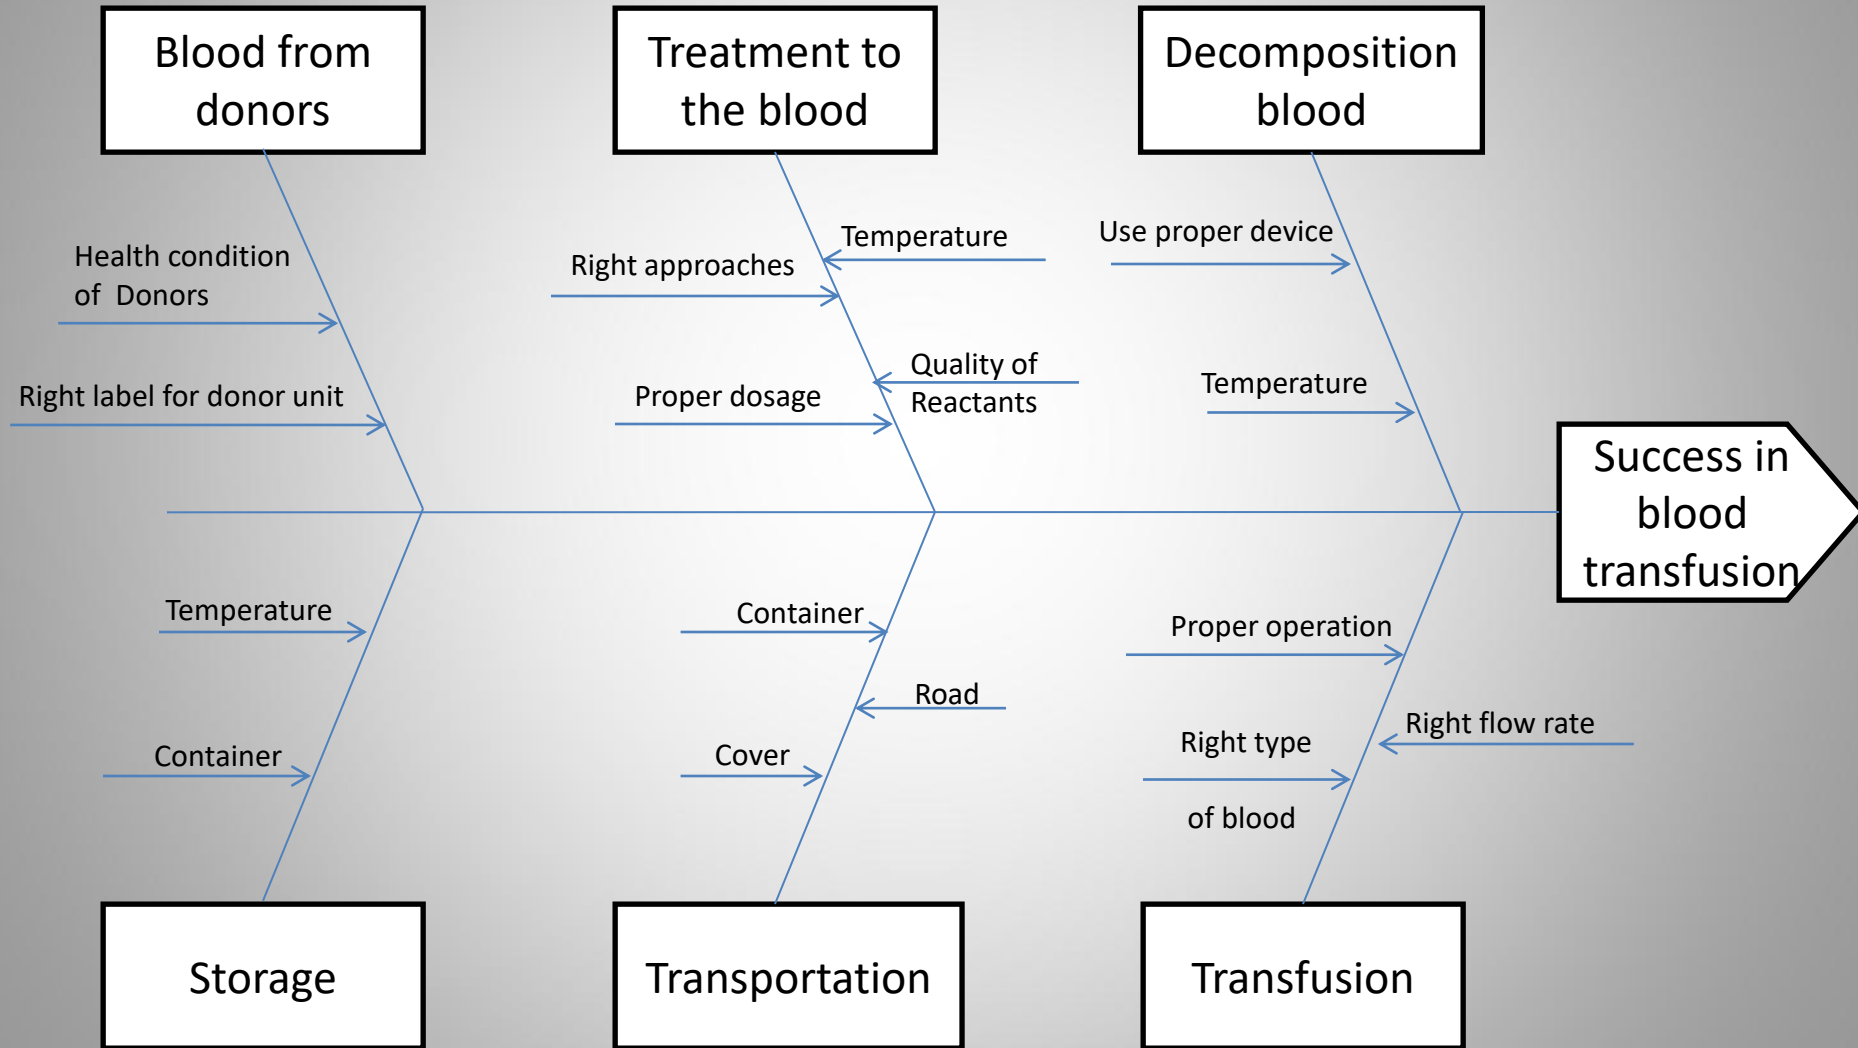 Blood from
donors
Treatment to
the blood
Decomposition
blood
Health condition
of  Donors
Right label for donor unit
Temperature
Right approaches
Quality of
Reactants
Proper dosage
Use proper device
Temperature
Success in
blood
transfusion
Temperature
Container
Container
Road
Cover
Proper operation
Right flow rate
Right type
of blood
Storage
Transportation
Transfusion